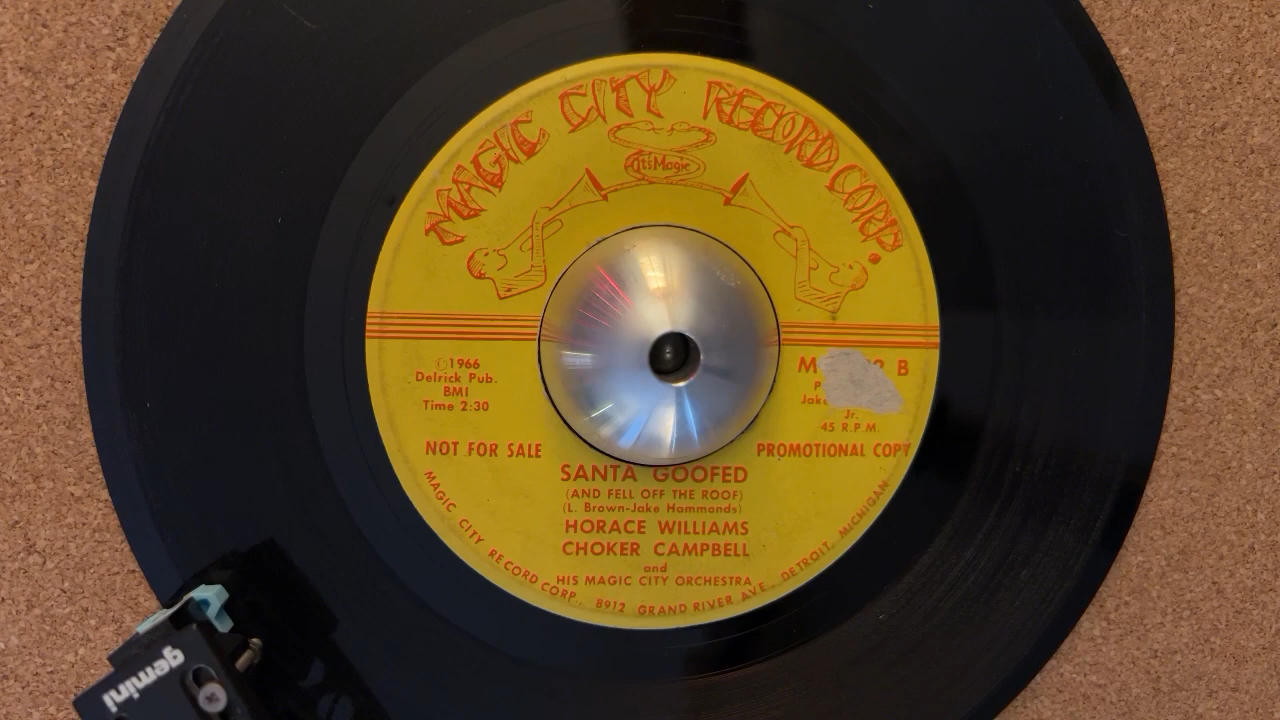 MAGIC CITY RECORD CORP.
It'sMagic
©1966
Delrick Pub.
BMI
Time 2:30
B
Jr.
45 R.P.M.
NOT FOR SALE
PROMOTIONAL COPY
SANTA GOOFED
(AND FELL OFF THE ROOF)
(L. Brown-Jake Hammonds)
HORACE WILLIAMS
CHOKER CAMPBELL
and
HIS MAGIC CITY ORCHESTRA
MAGIC CITY RECORD CORP. 8912 GRAND RIVER AVE. DETROIT, MICHIGAN
gemini